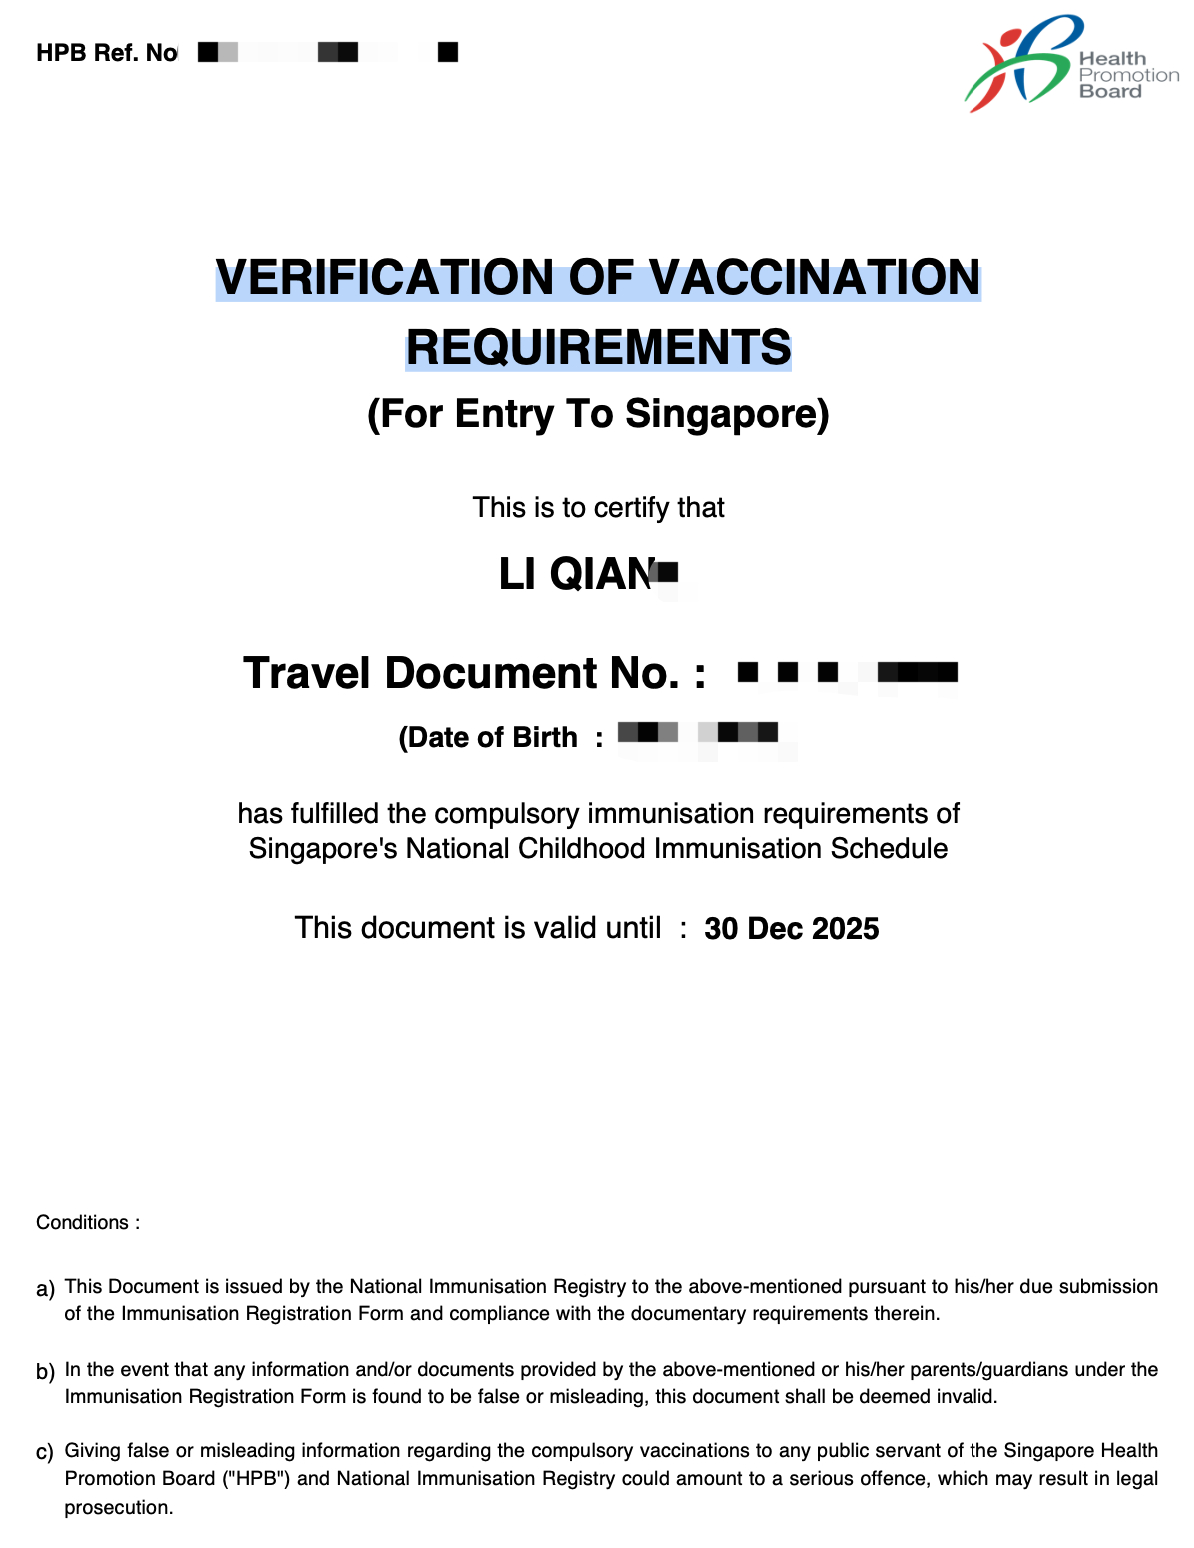 HPB Ref. No
Health
Promotion
Board
VERIFICATION OF VACCINATION
REQUIREMENTS
(For Entry To Singapore)
This is to certify that
LI QIAN
Travel Document No. :
(Date of Birth :
has fulfilled the compulsory immunisation requirements of
Singapore's National Childhood Immunisation Schedule
This document is valid until : 30 Dec 2025
Conditions :
a) This Document is issued by the National Immunisation Registry to the above-mentioned pursuant to his/her due submission
of the Immunisation Registration Form and compliance with the documentary requirements therein.
b) In the event that any information and/or documents provided by the above-mentioned or his/her parents/guardians under the
Immunisation Registration Form is found to be false or misleading, this document shall be deemed invalid.
c) Giving false or misleading information regarding the compulsory vaccinations to any public servant of the Singapore Health
Promotion Board ("HPB") and National Immunisation Registry could amount to a serious offence, which may result in legal
prosecution.